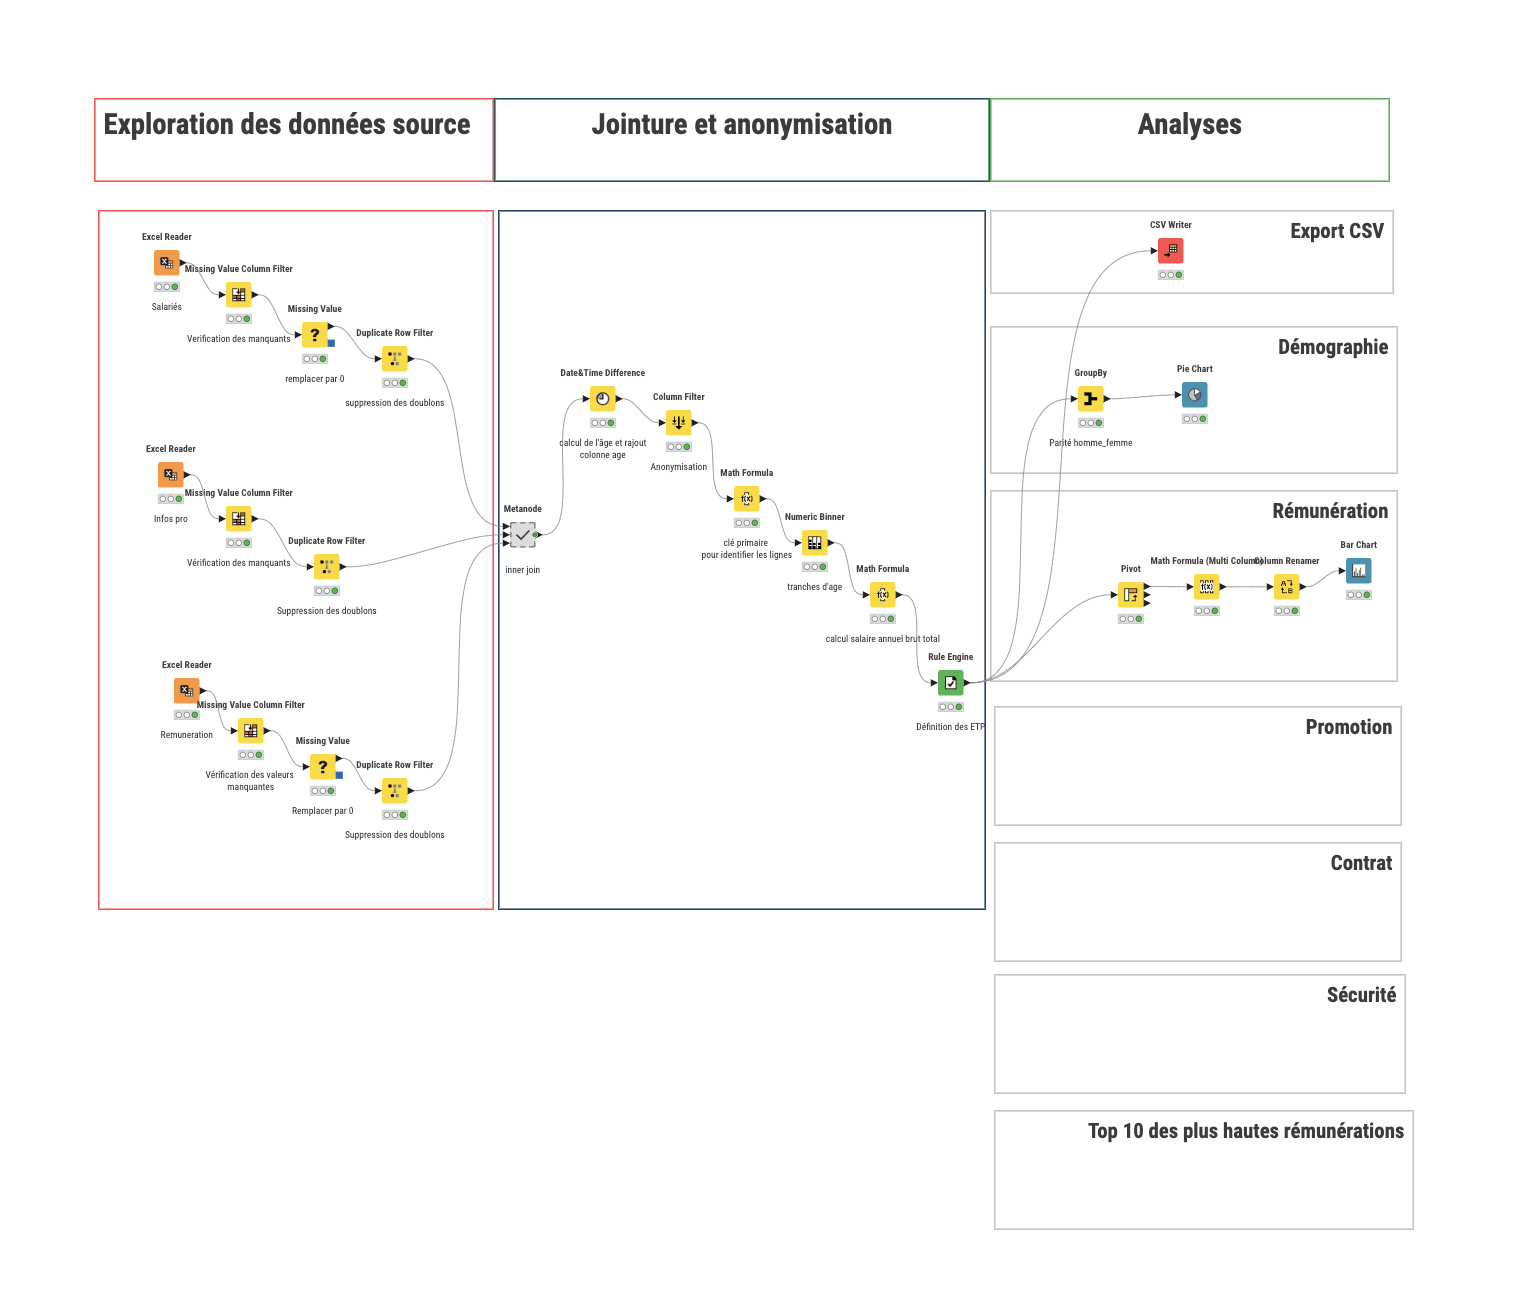 Exploration des données source
Jointure et anonymisation
Analyses
Excel Reader
Salariés
Missing Value Column Filter
Verification des manquants
Missing Value
remplacer par 0
Duplicate Row Filter
suppression des doublons
Excel Reader
Infos pro
Missing Value Column Filter
Vérification des manquants
Duplicate Row Filter
Suppression des doublons
Excel Reader
Remuneration
Missing Value Column Filter
Vérification des valeurs
manquantes
Missing Value
Remplacer par 0
Duplicate Row Filter
Suppression des doublons
Metanode
inner join
Date&Time Difference
calcul de l'âge et rajout
colonne age
Column Filter
Anonymisation
Math Formula
clé primaire
pour identifier les lignes
Numeric Binner
tranches d'age
Math Formula
calcul salaire annuel brut total
Rule Engine
Définition des ETP
Export CSV
CSV Writer
Démographie
GroupBy
Parité homme_femme
Pie Chart
Rémunération
Pivot
Math Formula (Multi Column)
Column Renamer
Bar Chart
Promotion
Contrat
Sécurité
Top 10 des plus hautes rémunérations